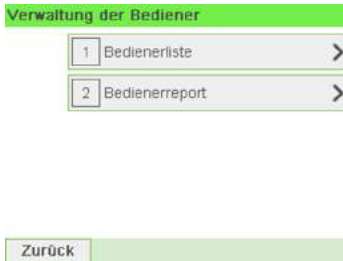 Verwaltung der Bediener
1 Bedienerliste
2 Bedienerreport
Zurück